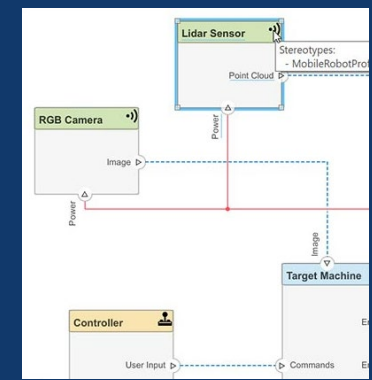 Lidar Sensor
Stereotypes:
- MobileRobotProf
Point Cloud
RGB Camera
Power
Image
Power
Image
Target Machine
Controller
User Input
Commands